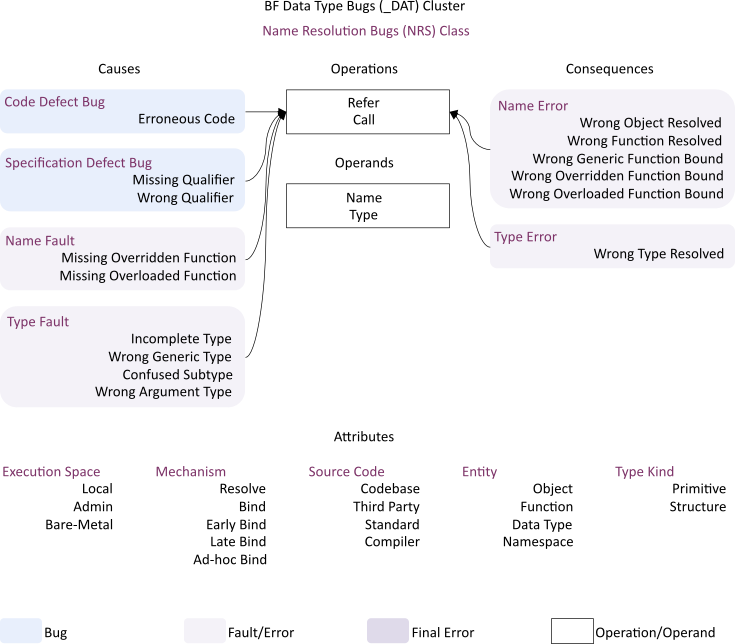 BF Data Type Bugs (_DAT) Cluster
Name Resolution Bugs (NRS) Class
Causes
Operations
Consequences
Code Defect Bug
Erroneous Code
Specification Defect Bug
Missing Qualifier
Wrong Qualifier
Name Fault
Missing Overridden Function
Missing Overloaded Function
Type Fault
Incomplete Type
Wrong Generic Type
Confused Subtype
Wrong Argument Type
Refer
Call
Operands
Name
Type
Name Error
Wrong Object Resolved
Wrong Function Resolved
Wrong Generic Function Bound
Wrong Overridden Function Bound
Wrong Overloaded Function Bound
Type Error
Wrong Type Resolved
Attributes
Execution Space
Local
Admin
Bare-Metal
Mechanism
Resolve
Bind
Early Bind
Late Bind
Ad-hoc Bind
Source Code
Codebase
Third Party
Standard
Compiler
Entity
Object
Function
Data Type
Namespace
Type Kind
Primitive
Structure
Bug
Fault/Error
Final Error
Operation/Operand